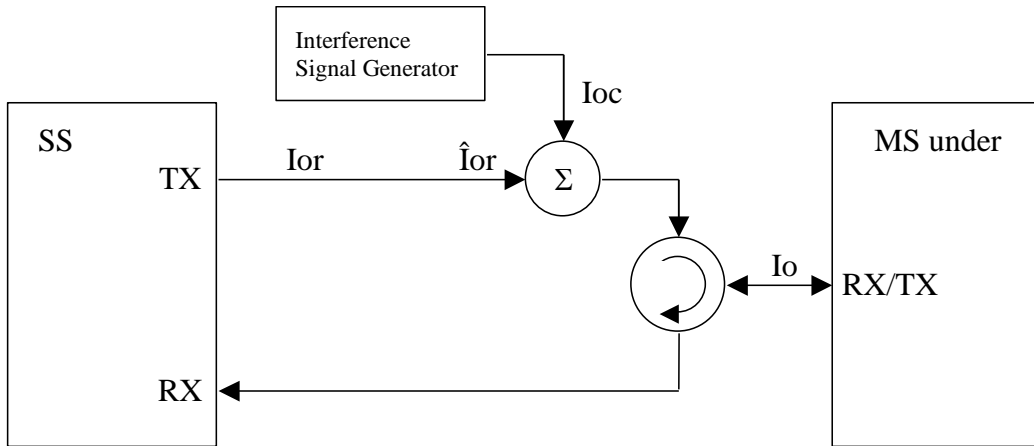 Interference
Signal Generator
Ioc
SS
MS under
TX
Ior
Îor
Σ
Io
RX/TX
RX